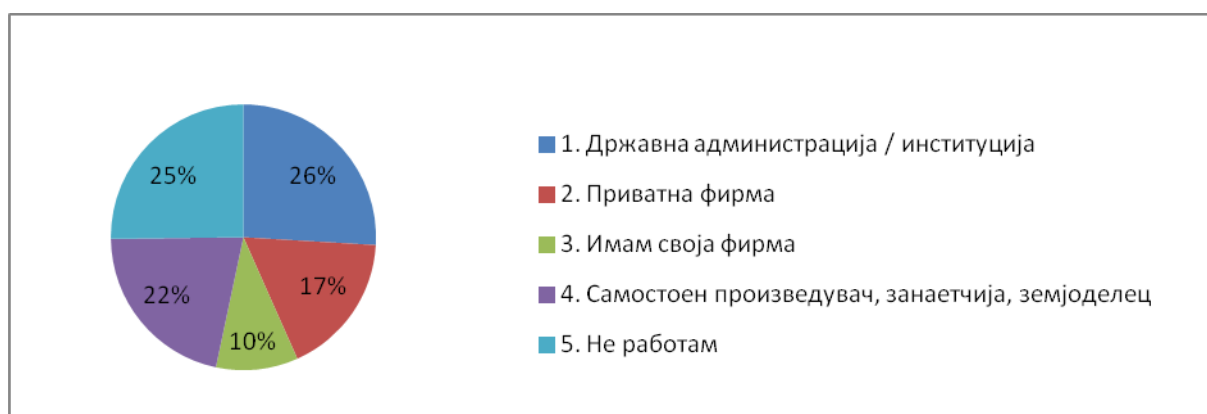 26%
17%
10%
22%
25%
1. Државна администрација / институција
2. Приватна фирма
3. Имам своја фирма
4. Самостоен произведувач, занаетчија, земјоделец
5. Не работам